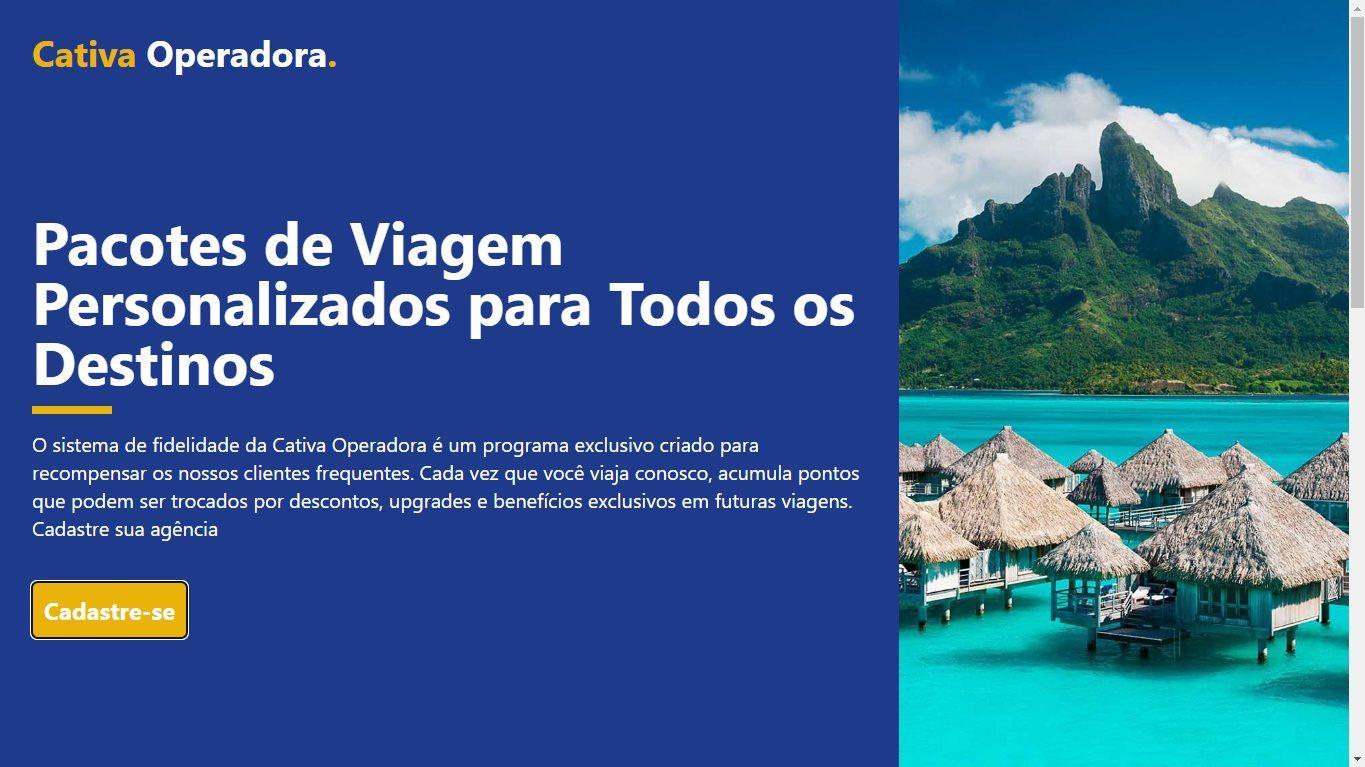 Cativa Operadora.
Pacotes de Viagem
Personalizados para Todos os
Destinos
O sistema de fidelidade da Cativa Operadora é um programa exclusivo criado para
recompensar os nossos clientes frequentes. Cada vez que você viaja conosco, acumula pontos
que podem ser trocados por descontos, upgrades e benefícios exclusivos em futuras viagens.
Cadastre sua agência
Cadastre-se